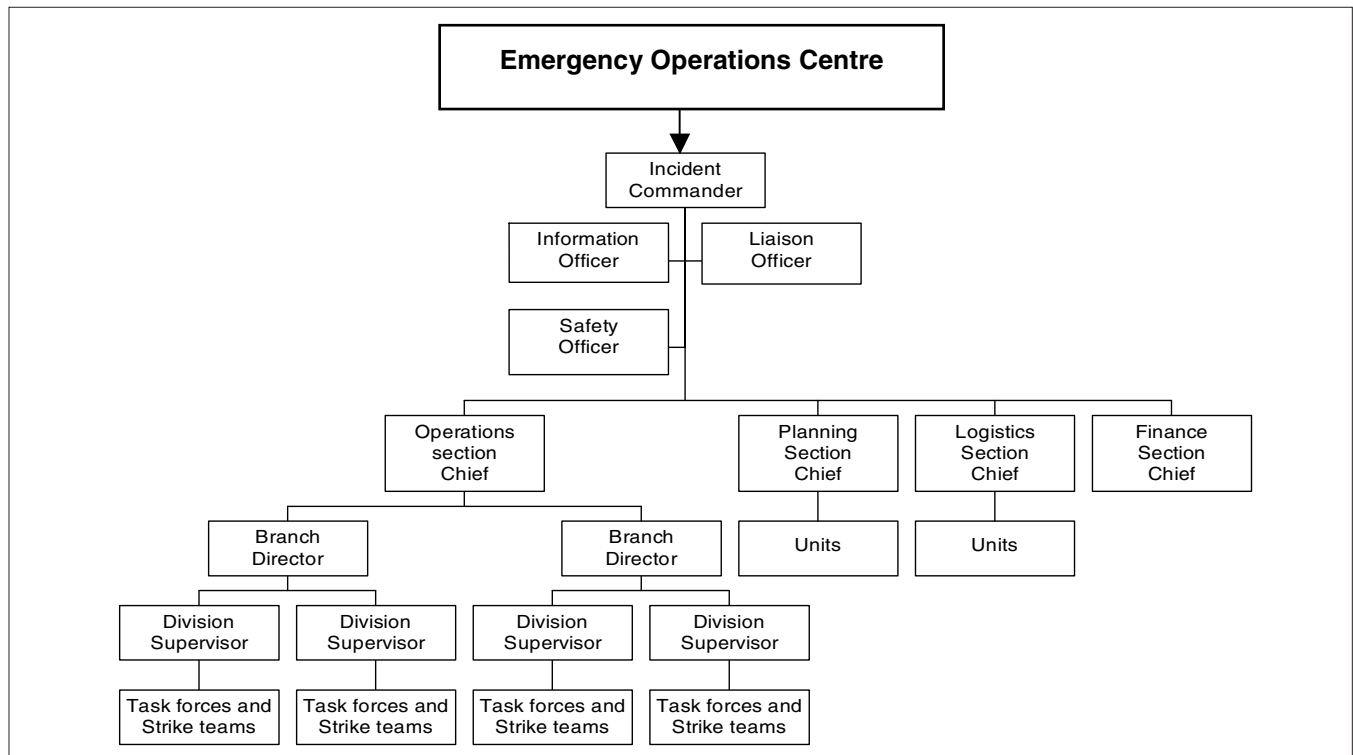 Emergency Operations Centre
Incident
Commander
Information
Officer
Liaison
Officer
Safety
Officer
Operations
section
Chief
Planning
Section
Chief
Logistics
Section
Chief
Finance
Section
Chief
Branch
Director
Branch
Director
Units
Units
Division
Supervisor
Division
Supervisor
Division
Supervisor
Division
Supervisor
Task forces and
Strike teams
Task forces and
Strike teams
Task forces and
Strike teams
Task forces and
Strike teams